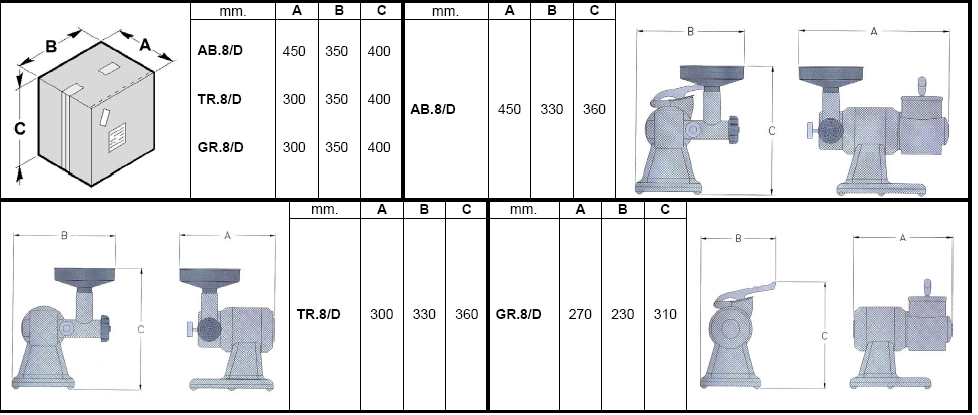 mm. A B C
AB.8/D 450 350 400
TR.8/D 300 350 400
GR.8/D 300 350 400
B A
C
mm. A B C
AB.8/D 450 330 360
B A
C
B A
C
mm. A B C
TR.8/D 300 330 360
mm. A B C
GR.8/D 270 230 310
B A
C